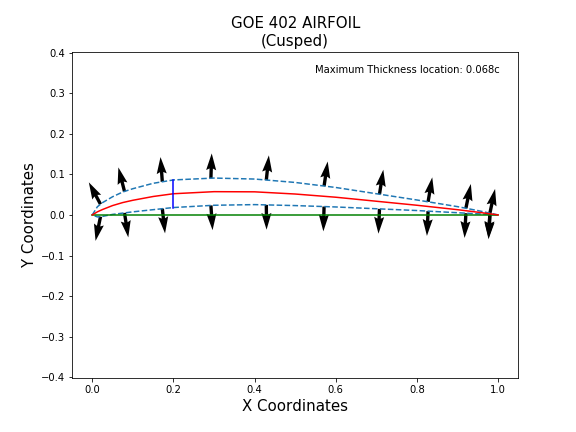 GOE 402 AIRFOIL
(Cusped)
Maximum Thickness location: 0.068c
Y Coordinates
0.4
0.3
0.2
0.1
0.0
−0.1
−0.2
−0.3
−0.4
0.0 0.2 0.4 0.6 0.8 1.0
X Coordinates